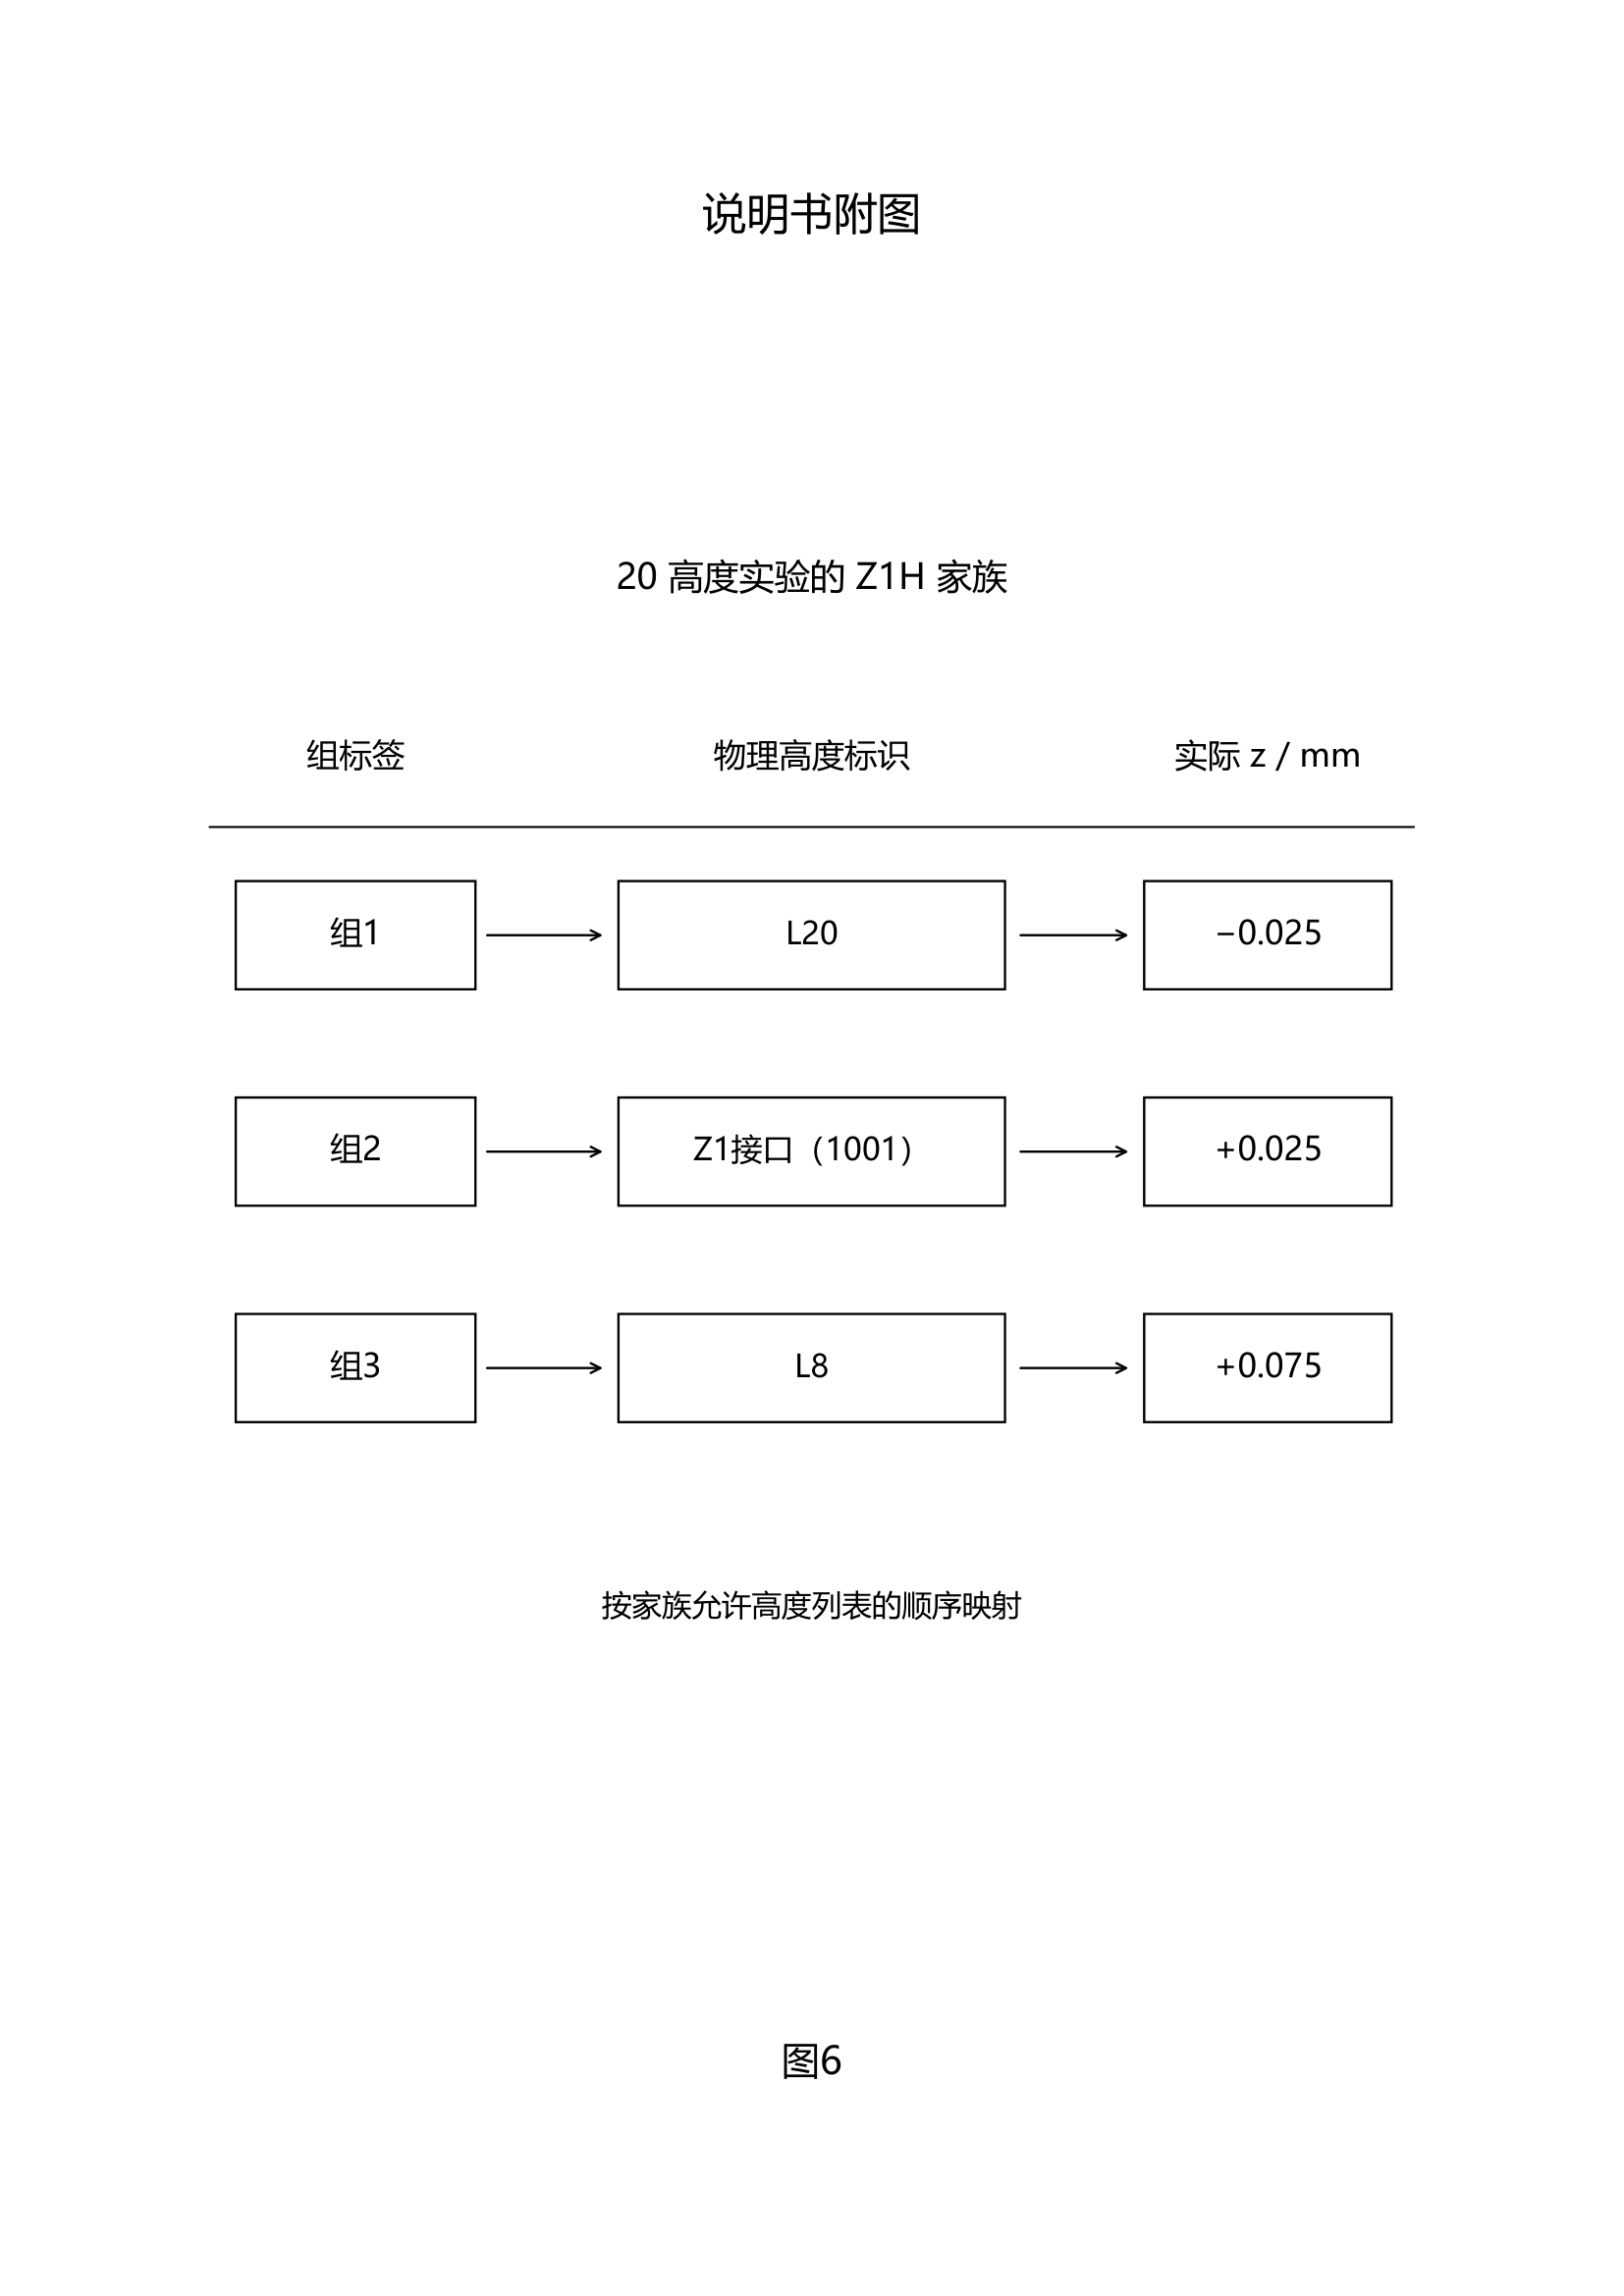 说明书附图
20 高度实验的 Z1H 家族
组标签 物理高度标识 实际 z / mm
组1 L20 −0.025
组2 Z1接口（1001） +0.025
组3 L8 +0.075
按家族允许高度列表的顺序映射
图6